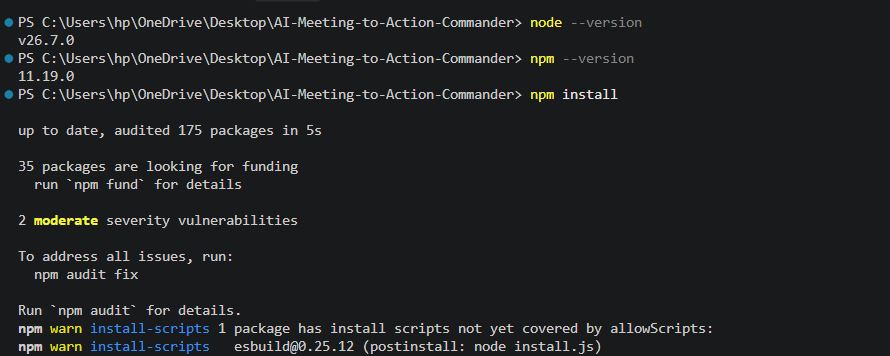 PS C:\Users\hp\OneDrive\Desktop\AI-Meeting-to-Action-Commander> node --version
v26.7.0
PS C:\Users\hp\OneDrive\Desktop\AI-Meeting-to-Action-Commander> npm --version
11.19.0
PS C:\Users\hp\OneDrive\Desktop\AI-Meeting-to-Action-Commander> npm install
up to date, audited 175 packages in 5s
35 packages are looking for funding
  run `npm fund` for details
2 moderate severity vulnerabilities
To address all issues, run:
  npm audit fix
Run `npm audit` for details.
npm warn install-scripts 1 package has install scripts not yet covered by allowScripts:
npm warn install-scripts   esbuild@0.25.12 (postinstall: node install.js)